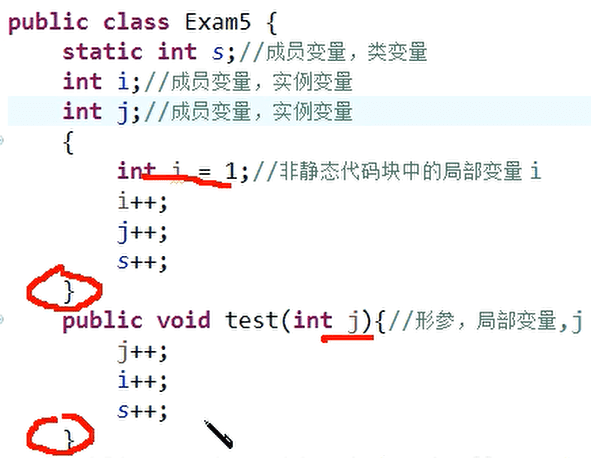 public class Exam5 {
static int s;//成员变量，类变量
int i;//成员变量，实例变量
int j;//成员变量，实例变量
{
int i = 1;//非静态代码块中的局部变量 i
i++;
j++;
s++;
}
public void test(int j){//形参，局部变量,j
j++;
i++;
s++;
}